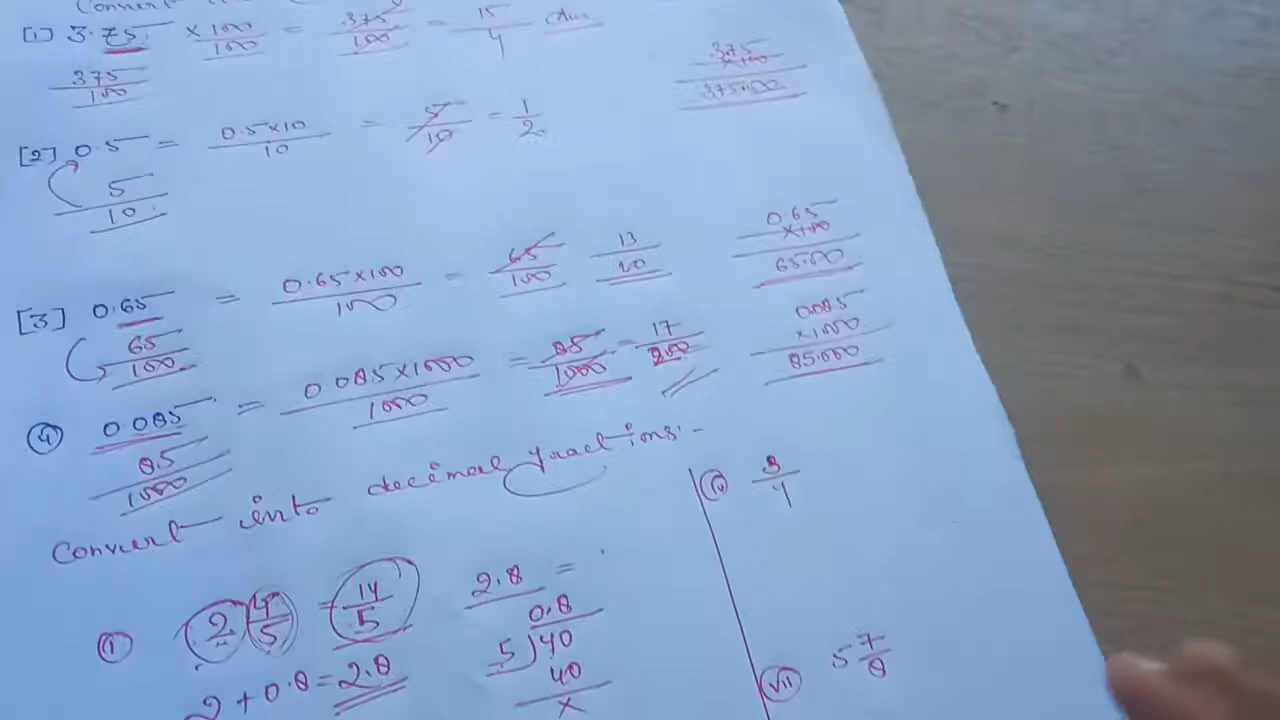 [1] 3.75 × 100/100 = 375/100 = 15/4 Ans
375/100
375
×100
375.00
[2] 0.5 = 0.5×10/10 = 5/10 = 1/2
5/10
[3] 0.65 = 0.65×100/100 = 65/100 13/20
65/100
0.65
×100
65.00
④ 0.085 = 0.085×1000/1000 = 85/1000 = 17/200
85/1000
0.085
×1000
85.000
Convert into decimal fractions:-
① 2 4/5 = 14/5 2.8 =
2 + 0.8 = 2.8
0.8
5)40
40
×
ⅳ 3/4
ⅶ 5 7/8